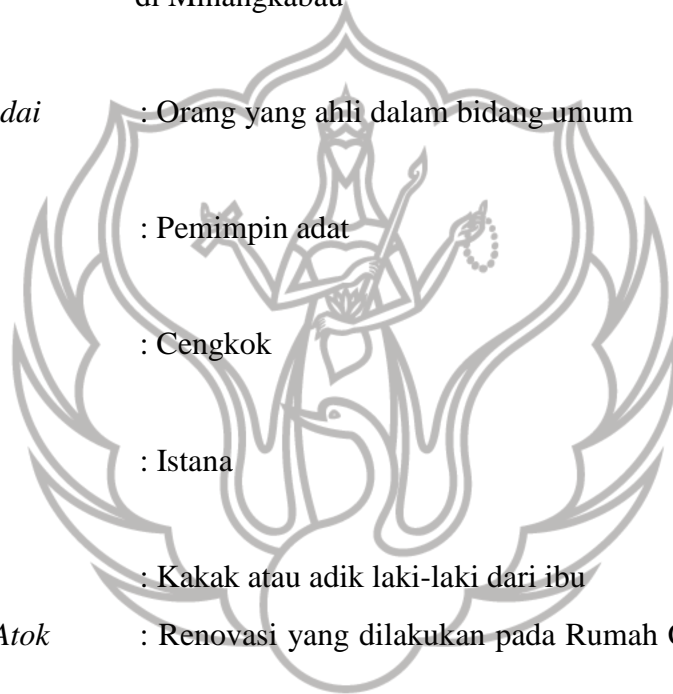 di Minangkabau
dai : Orang yang ahli dalam bidang umum
: Pemimpin adat
: Cengkok
: Istana
: Kakak atau adik laki-laki dari ibu
Atok : Renovasi yang dilakukan pada Rumah